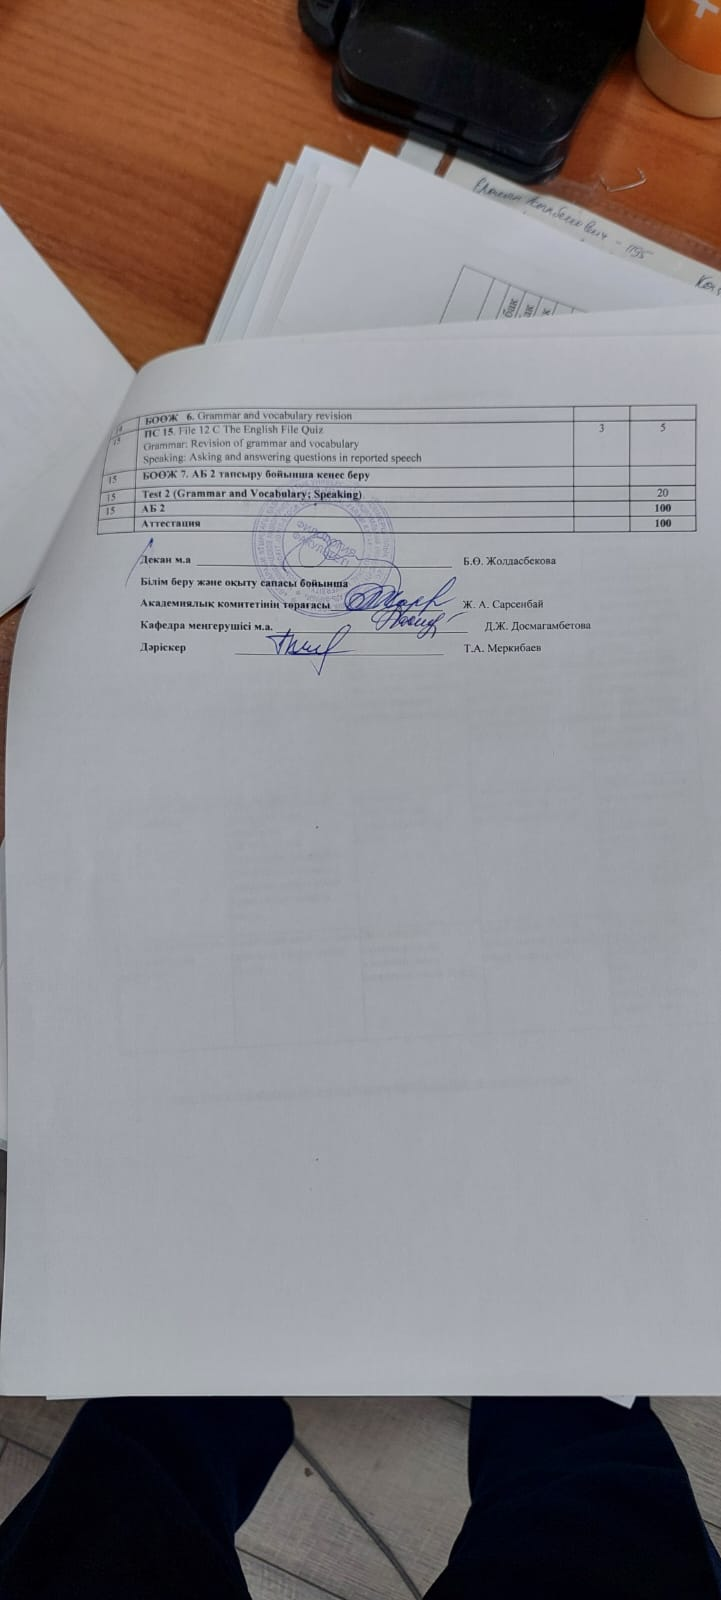 14 БООЖ 6. Grammar and vocabulary revision
15 ПС 15. File 12 C The English File Quiz 3 5
Grammar: Revision of grammar and vocabulary
Speaking: Asking and answering questions in reported speech
15 БООЖ 7. АБ 2 тапсыру бойынша кеңес беру
15 Test 2 (Grammar and Vocabulary; Speaking) 20
15 АБ 2 100
Аттестация 100
ФИЛОЛОГИЯ
ФАКУЛЬТЕТІ
Декан м.а Б.Ө. Жолдасбекова
Білім беру және оқыту сапасы бойынша
Академиялық комитетінің төрағасы Ж. А. Сарсенбай
Кафедра меңгерушісі м.а. Д.Ж. Досмагамбетова
Дәріскер Т.А. Меркибаев